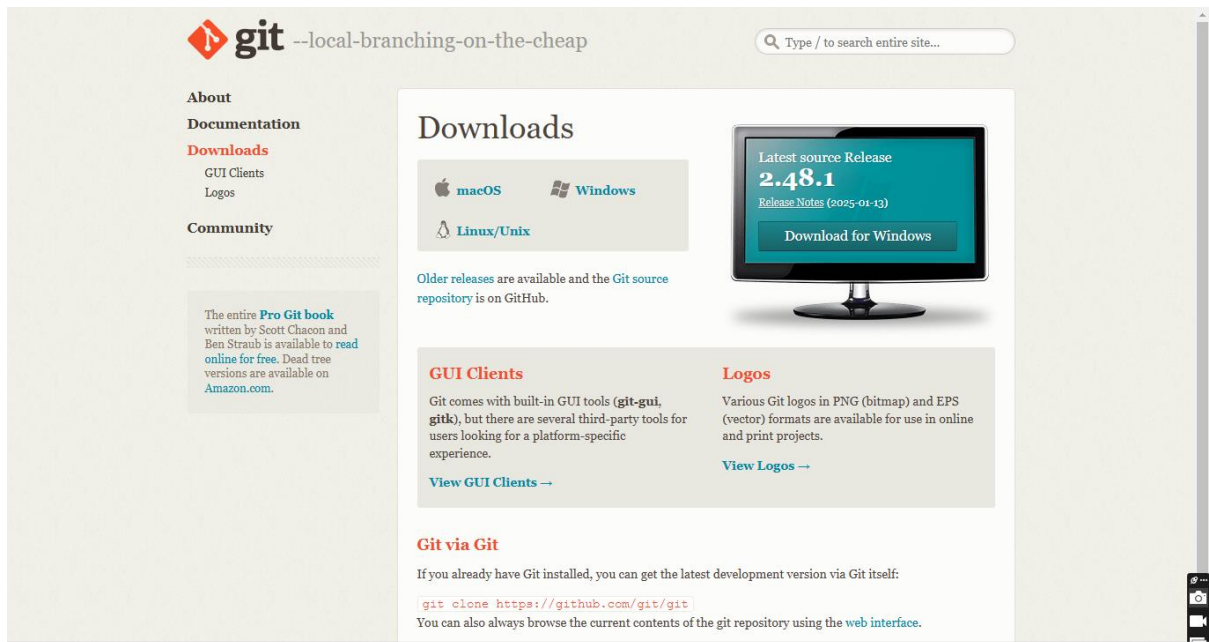 git --local-branching-on-the-cheap
Type / to search entire site...
About
Documentation
Downloads
GUI Clients
Logos
Community
The entire Pro Git book
written by Scott Chacon and
Ben Straub is available to read
online for free. Dead tree
versions are available on
Amazon.com.
Downloads
macOS
Windows
Linux/Unix
Older releases are available and the Git source
repository is on GitHub.
Latest source Release
2.48.1
Release Notes (2025-01-13)
Download for Windows
GUI Clients
Git comes with built-in GUI tools (git-gui,
gitk), but there are several third-party tools for
users looking for a platform-specific
experience.
View GUI Clients →
Logos
Various Git logos in PNG (bitmap) and EPS
(vector) formats are available for use in online
and print projects.
View Logos →
Git via Git
If you already have Git installed, you can get the latest development version via Git itself:
git clone https://github.com/git/git
You can also always browse the current contents of the git repository using the web interface.